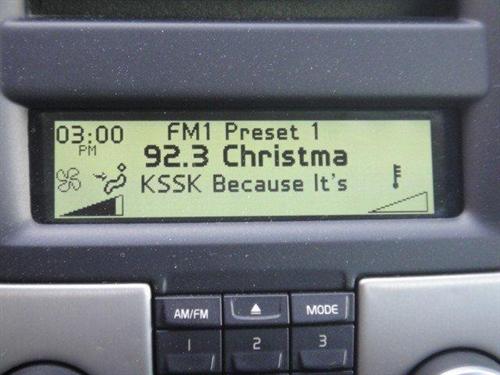 03:00 FM1 Preset 1
PM
92.3 Christma
KSSK Because It's
AM/FM MODE
1 2 3